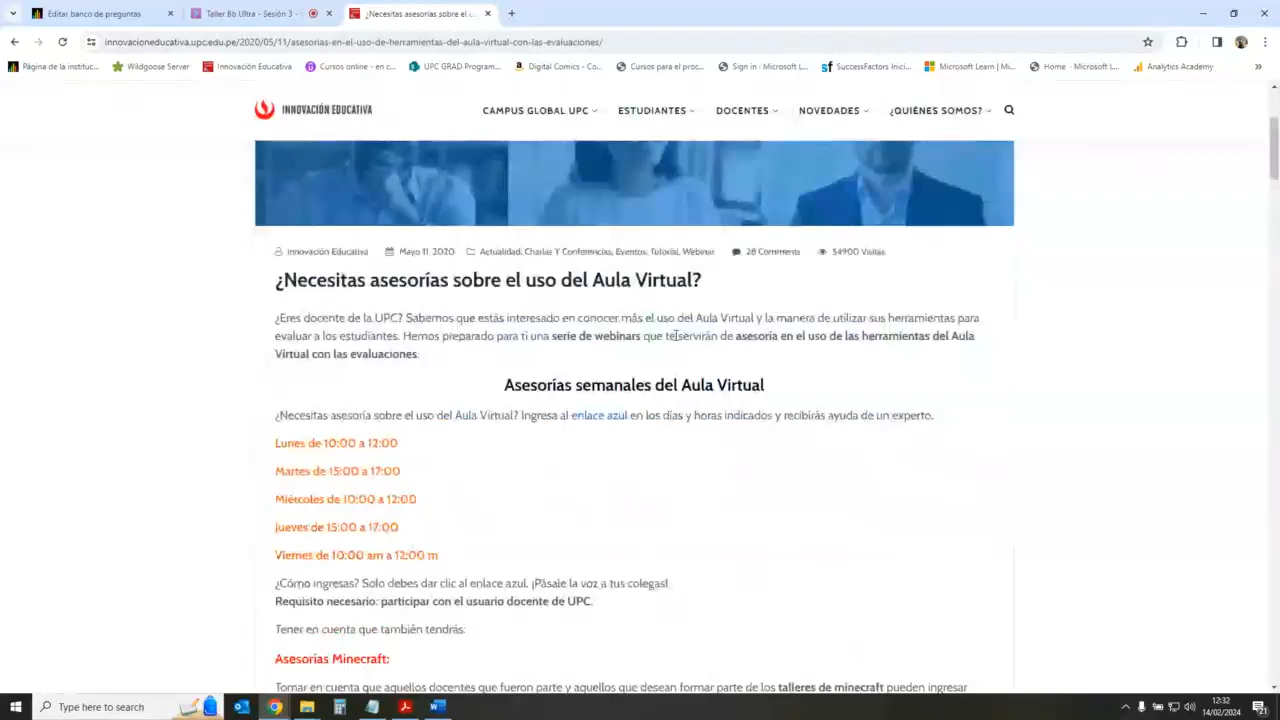 Editar banco de preguntas
Taller Bb Ultra - Sesión 3 -
¿Necesitas asesorías sobre el u
innovacioneducativa.upc.edu.pe/2020/05/11/asesorias-en-el-uso-de-herramientas-del-aula-virtual-con-las-evaluaciones/
Página de la instituc... Wildgoose Server Innovación Educativa Cursos online - en c... UPC GRAD Program... Digital Comics - Co... Cursos para el proc... Sign in · Microsoft L... SuccessFactors Inici... Microsoft Learn | Mi... Home · Microsoft L... Analytics Academy
INNOVACIÓN EDUCATIVA CAMPUS GLOBAL UPC ESTUDIANTES DOCENTES NOVEDADES ¿QUIÉNES SOMOS?
Innovación Educativa Mayo 11, 2020 Actualidad, Charlas Y Conferencias, Eventos, Tutorial, Webinar 28 Comments 54900 Visitas
¿Necesitas asesorías sobre el uso del Aula Virtual?
¿Eres docente de la UPC? Sabemos que estás interesado en conocer más el uso del Aula Virtual y la manera de utilizar sus herramientas para
evaluar a los estudiantes. Hemos preparado para ti una serie de webinars que te servirán de asesoría en el uso de las herramientas del Aula
Virtual con las evaluaciones.
Asesorías semanales del Aula Virtual
¿Necesitas asesoría sobre el uso del Aula Virtual? Ingresa al enlace azul en los días y horas indicados y recibirás ayuda de un experto.
Lunes de 10:00 a 12:00
Martes de 15:00 a 17:00
Miércoles de 10:00 a 12:00
Jueves de 15:00 a 17:00
Viernes de 10:00 am a 12:00 m
¿Cómo ingresas? Solo debes dar clic al enlace azul. ¡Pásale la voz a tus colegas!
Requisito necesario: participar con el usuario docente de UPC.
Tener en cuenta que también tendrás:
Asesorías Minecraft:
Tomar en cuenta que aquellos docentes que fueron parte y aquellos que desean formar parte de los talleres de minecraft pueden ingresar
Type here to search
12:32
14/02/2024
21